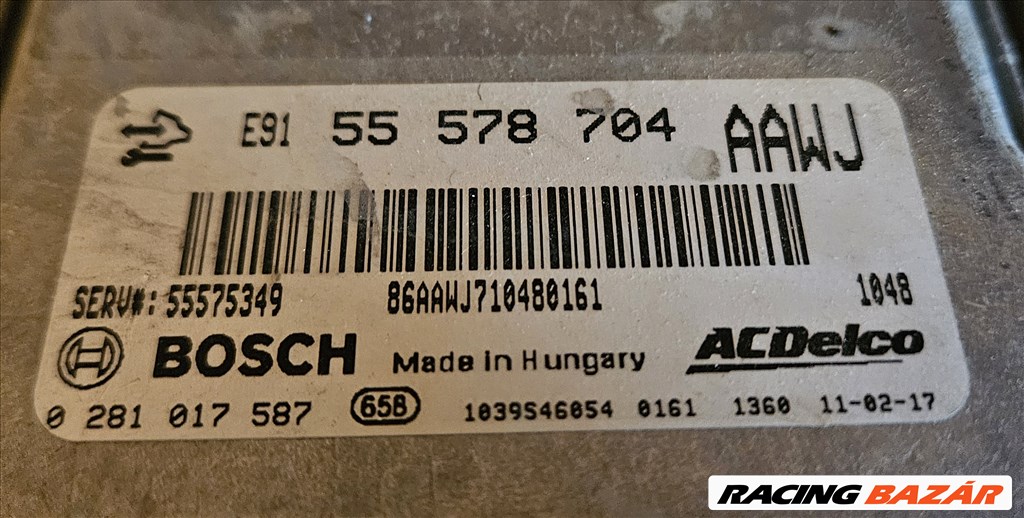 E91 55 578 704 AAWJ
SERV#: 55575349 86AAWJ710480161 1048
BOSCH Made in Hungary ACDelco
0 281 017 587 658 1039S46054 0161 1360 11-02-17
RACING BAZÁR